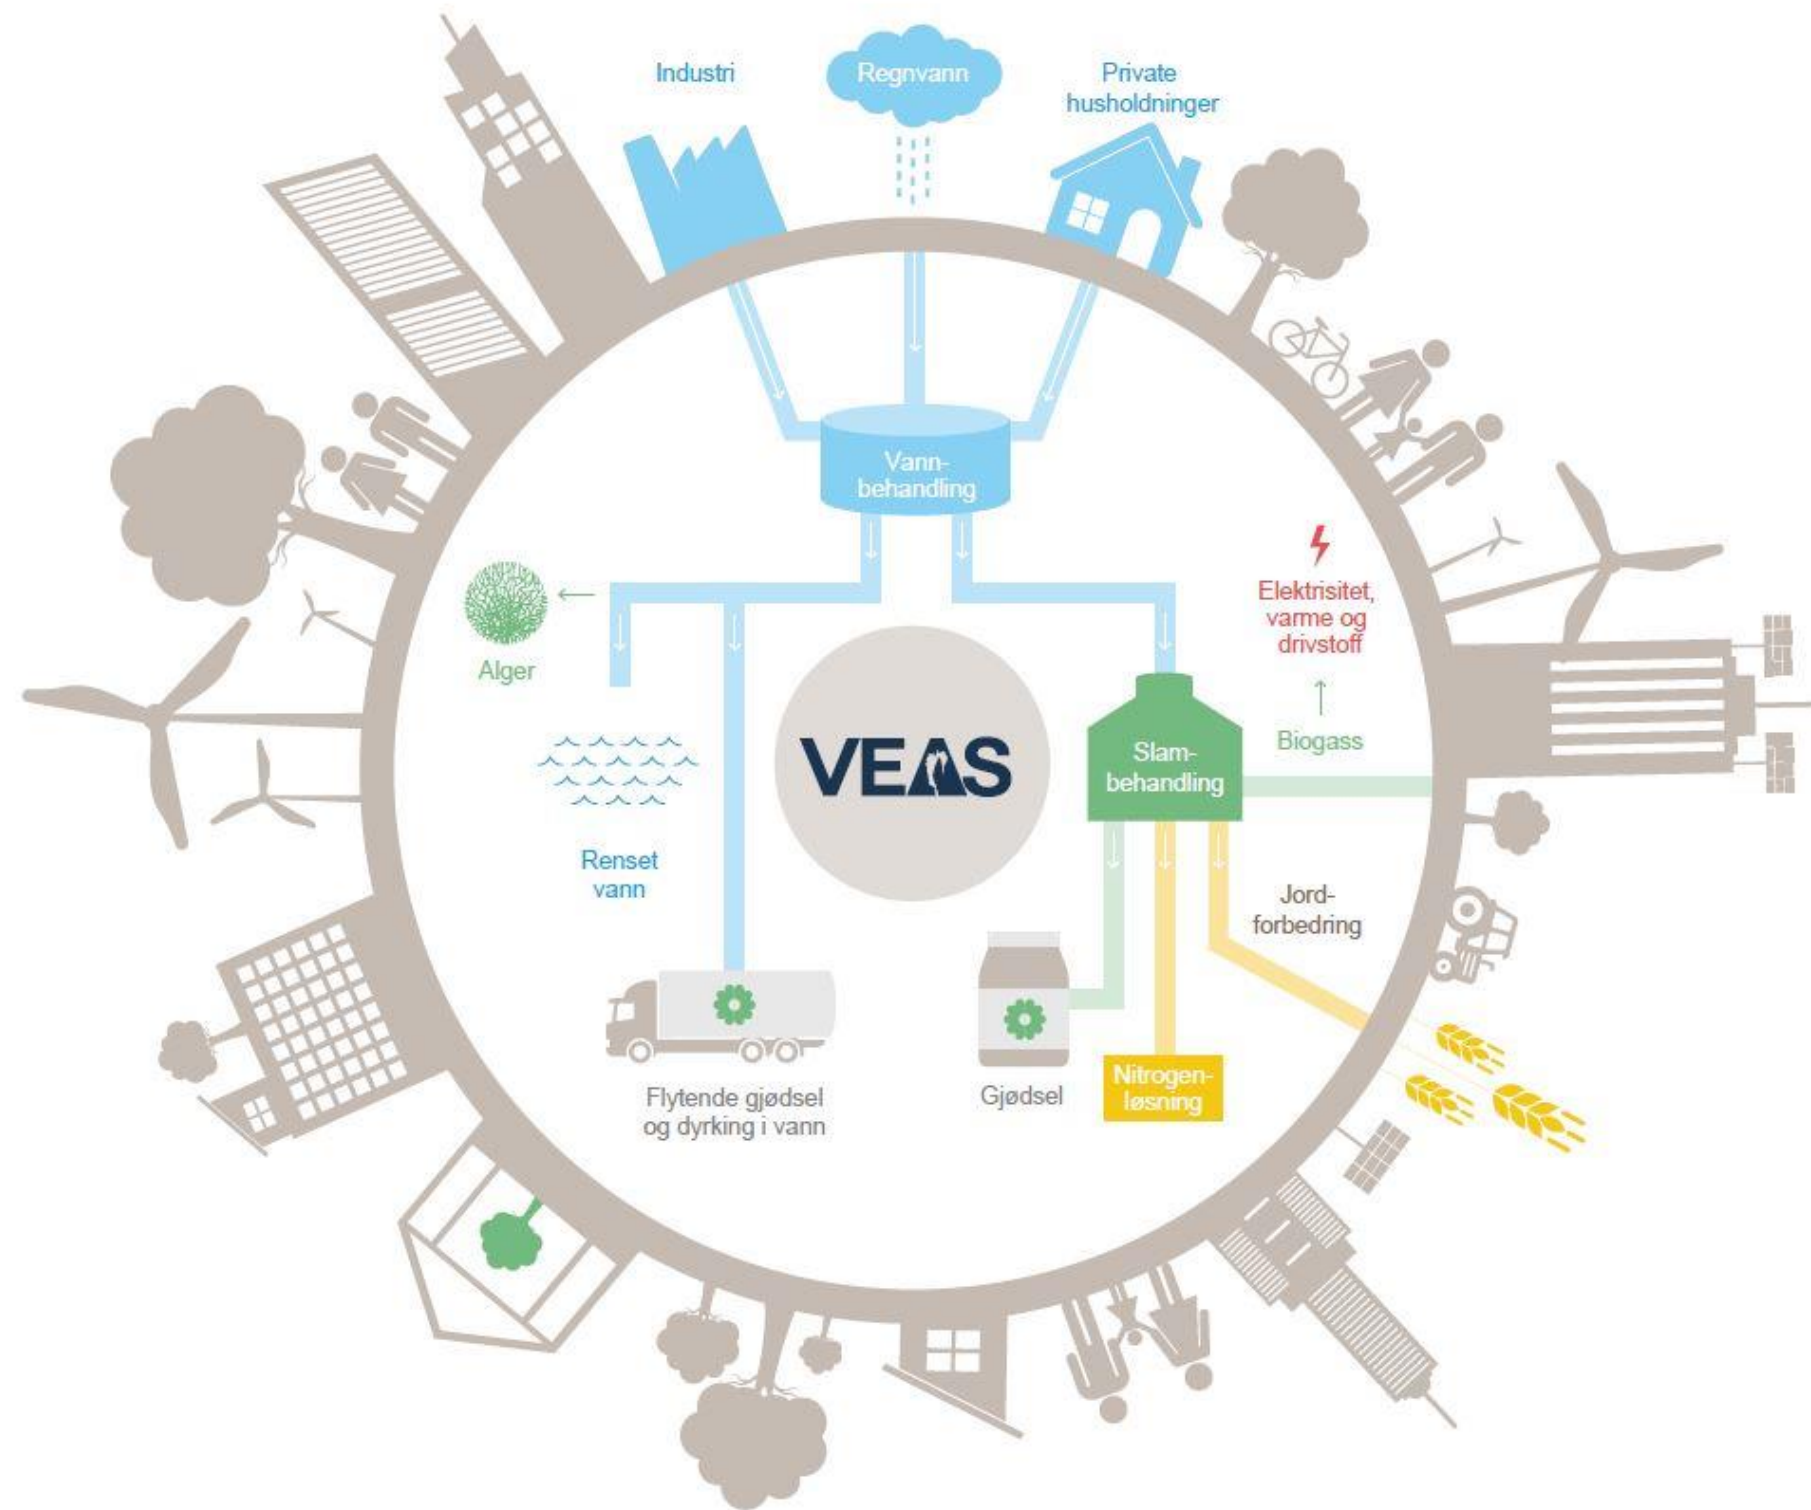 Industri
Regnvann
Private
husholdninger
Vann-
behandling
Elektrisitet,
varme og
drivstoff
Alger
Biogass
VEAS
Slam-
behandling
Renset
vann
Jord-
forbedring
Flytende gjødsel
og dyrking i vann
Gjødsel
Nitrogen-
løsning